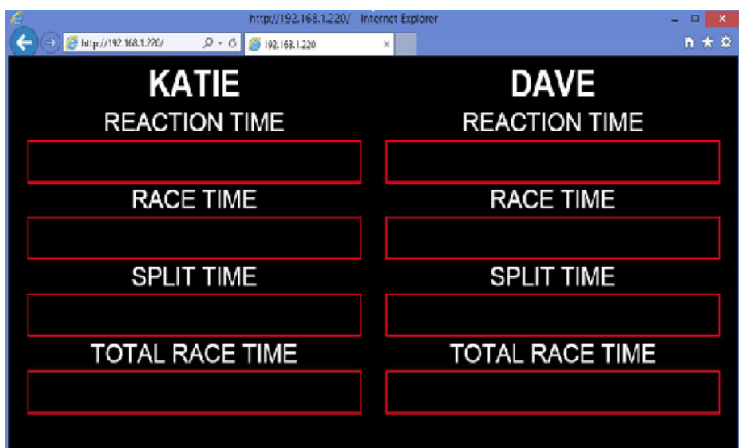 http://192.168.1.220/ - Internet Explorer
http://192.168.1.220/
192.168.1.220
KATIE
REACTION TIME
RACE TIME
SPLIT TIME
TOTAL RACE TIME
DAVE
REACTION TIME
RACE TIME
SPLIT TIME
TOTAL RACE TIME